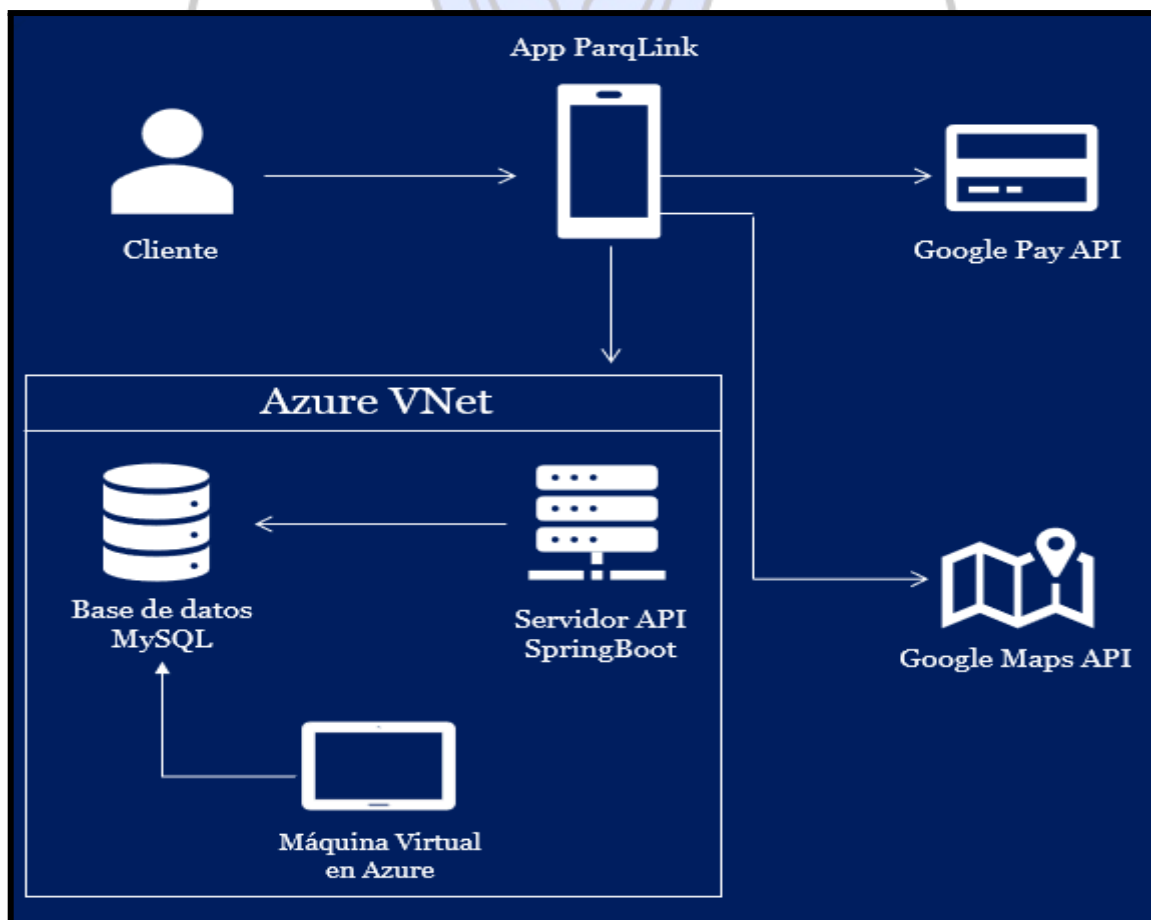 App ParqLink
Cliente
Google Pay API
Azure VNet
Base de datos
MySQL
Servidor API
SpringBoot
Google Maps API
Máquina Virtual
en Azure